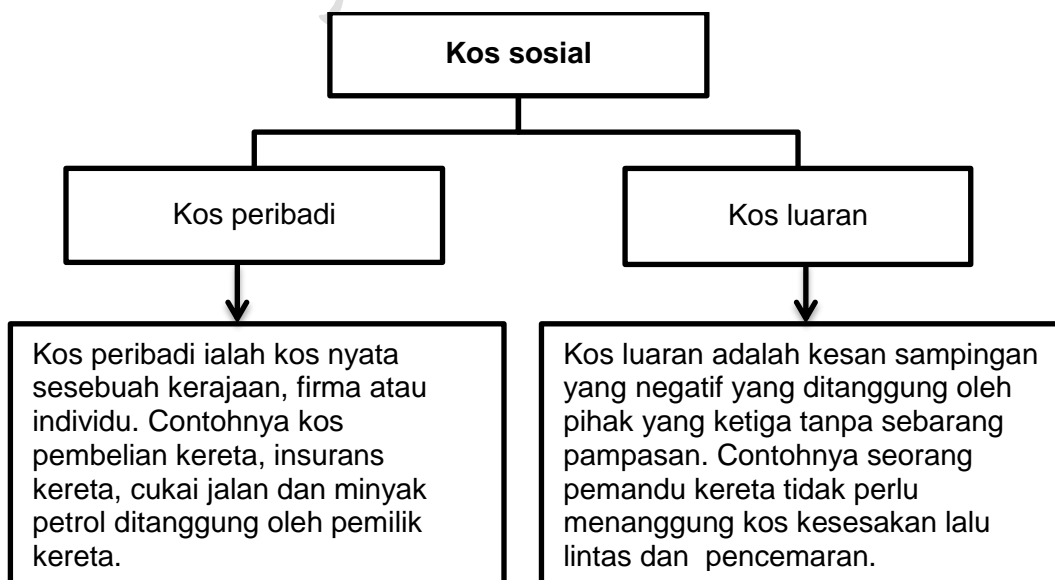 Kos sosial
Kos peribadi
Kos luaran
Kos peribadi ialah kos nyata
sesebuah kerajaan, firma atau
individu. Contohnya kos
pembelian kereta, insurans
kereta, cukai jalan dan minyak
petrol ditanggung oleh pemilik
kereta.
Kos luaran adalah kesan sampingan
yang negatif yang ditanggung oleh
pihak yang ketiga tanpa sebarang
pampasan. Contohnya seorang
pemandu kereta tidak perlu
menanggung kos kesesakan lalu
lintas dan  pencemaran.